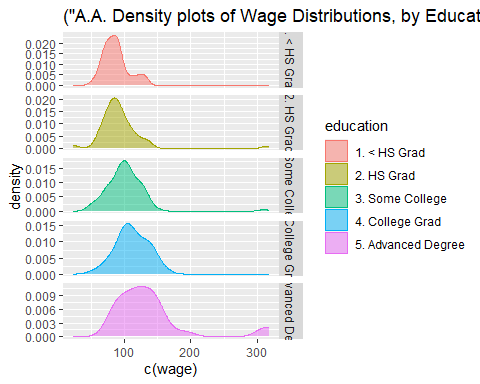 ("A.A. Density plots of Wage Distributions, by Educat
0.020
0.015
0.010
0.005
0.000
< HS Grad
0.020
0.015
0.010
0.005
0.000
2. HS Grad
0.015
0.010
0.005
0.000
Some Colle
0.015
0.010
0.005
0.000
College Gr
0.009
0.006
0.003
0.000
vanced De
density
100 200 300
c(wage)
education
1. < HS Grad
2. HS Grad
3. Some College
4. College Grad
5. Advanced Degree